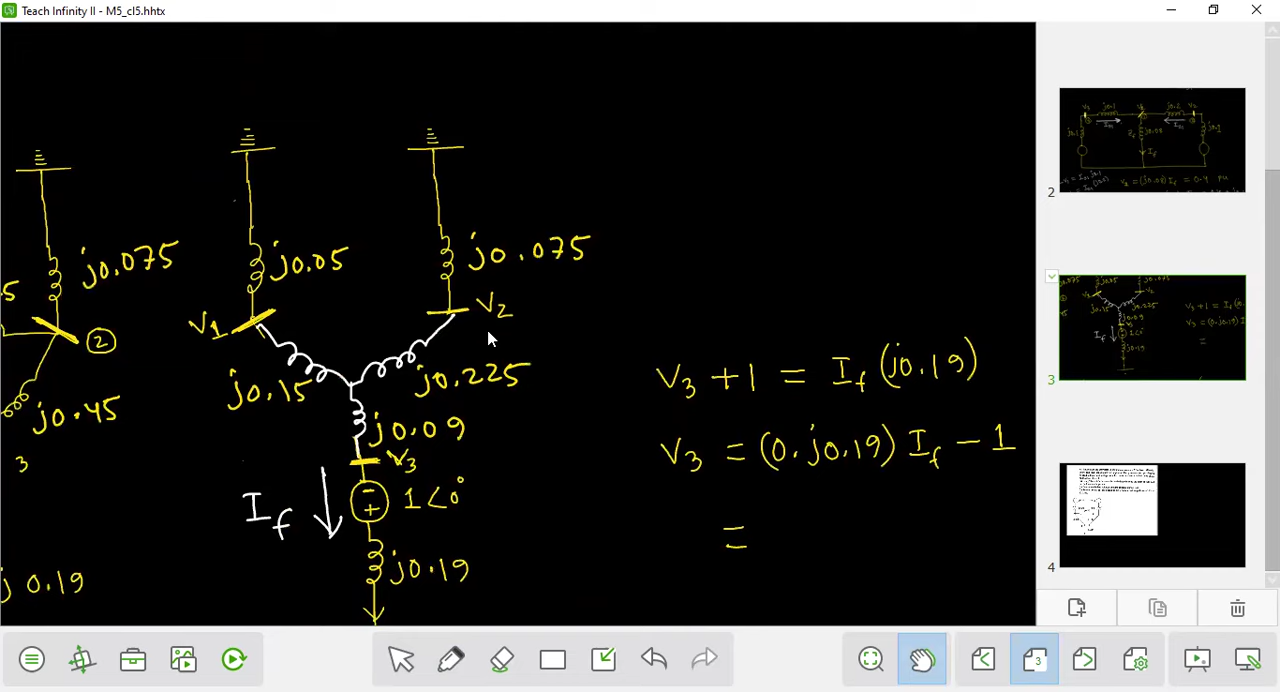 Teach Infinity II - M5_cl5.hhtx
j0.075
j0.05
j0.075
5
2
V1
V2
j0.15
j0.225
j0.45
3
j0.09
V3
If
1<0°
j0.19
j 0.19
V3 + 1 = If (j0.19)
V3 = (0.j0.19) If - 1
=
2
3
4
3